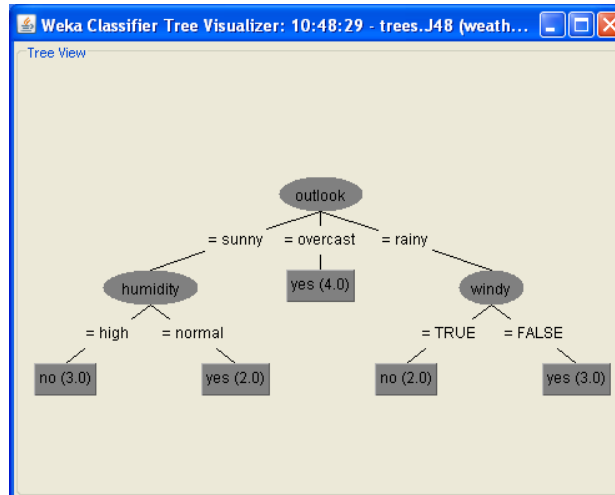 Weka Classifier Tree Visualizer: 10:48:29 - trees.J48 (weath...
Tree View
outlook
= sunny
= overcast
= rainy
humidity
yes (4.0)
windy
= high
= normal
= TRUE
= FALSE
no (3.0)
yes (2.0)
no (2.0)
yes (3.0)